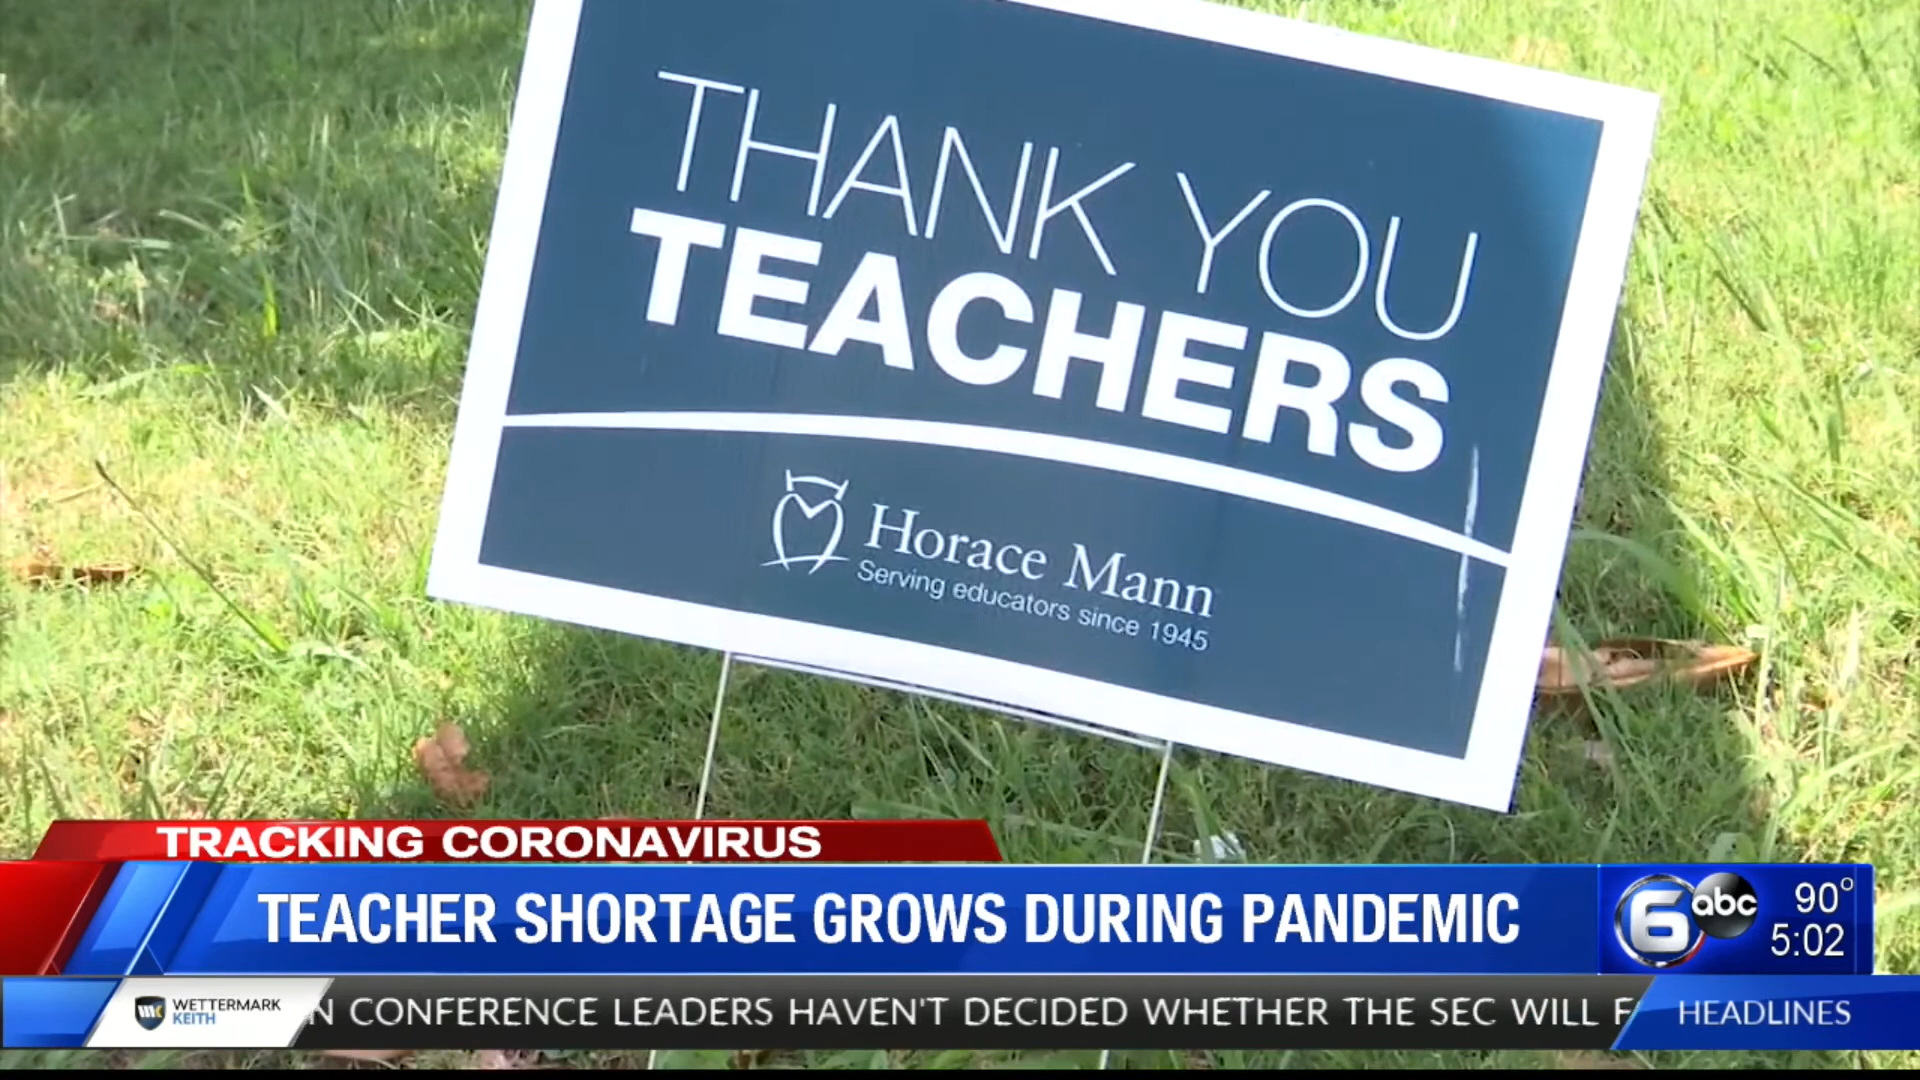 THANK YOU
TEACHERS
Horace Mann
Serving educators since 1945
TRACKING CORONAVIRUS
TEACHER SHORTAGE GROWS DURING PANDEMIC
6 abc
90°
5:02
WETTERMARK
KEITH
N CONFERENCE LEADERS HAVEN'T DECIDED WHETHER THE SEC WILL
HEADLINES